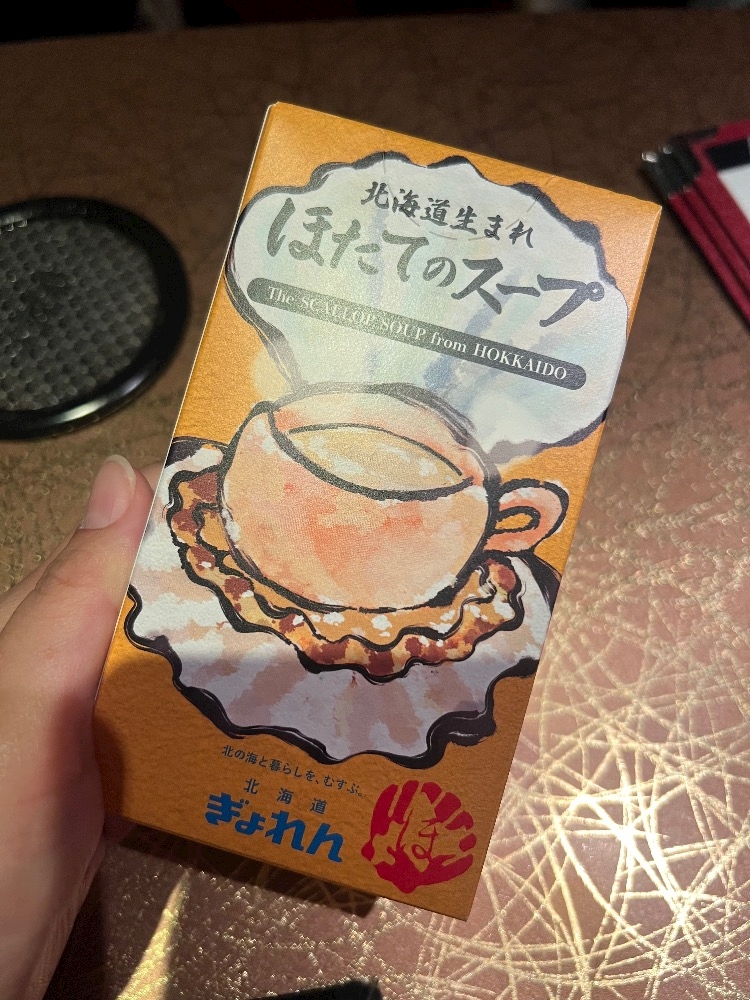 北海道生まれ
ほたてのスープ
The SCALLOP SOUP from HOKKAIDO
北の海と暮らしを、むすぶ。
北海道
ぎょれん
ほ